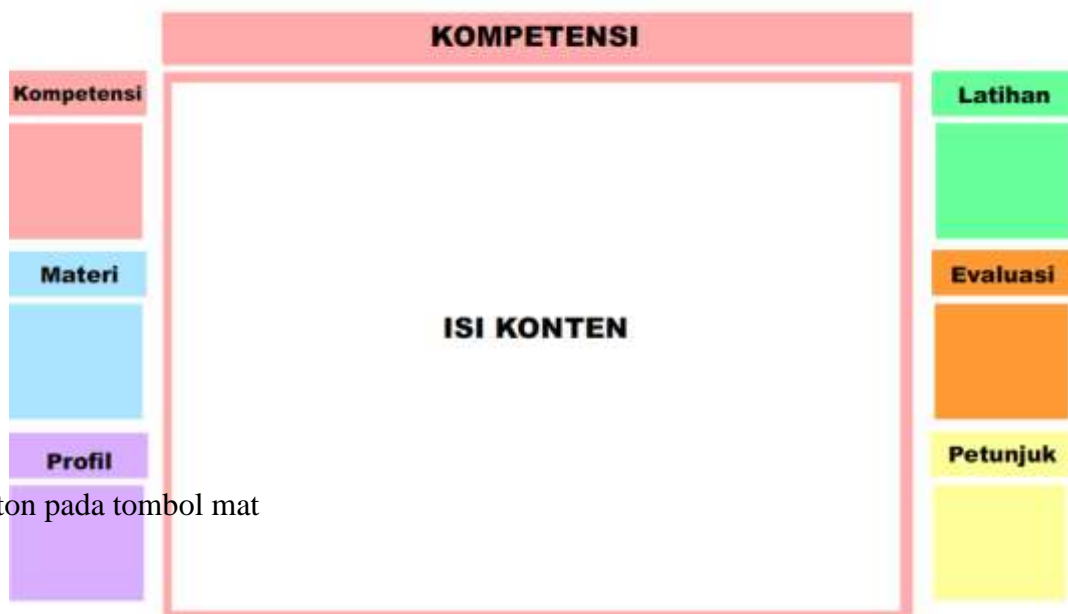 KOMPETENSI
Kompetensi
Latihan
Materi
Evaluasi
ISI KONTEN
Profil
Petunjuk
ton pada tombol mat